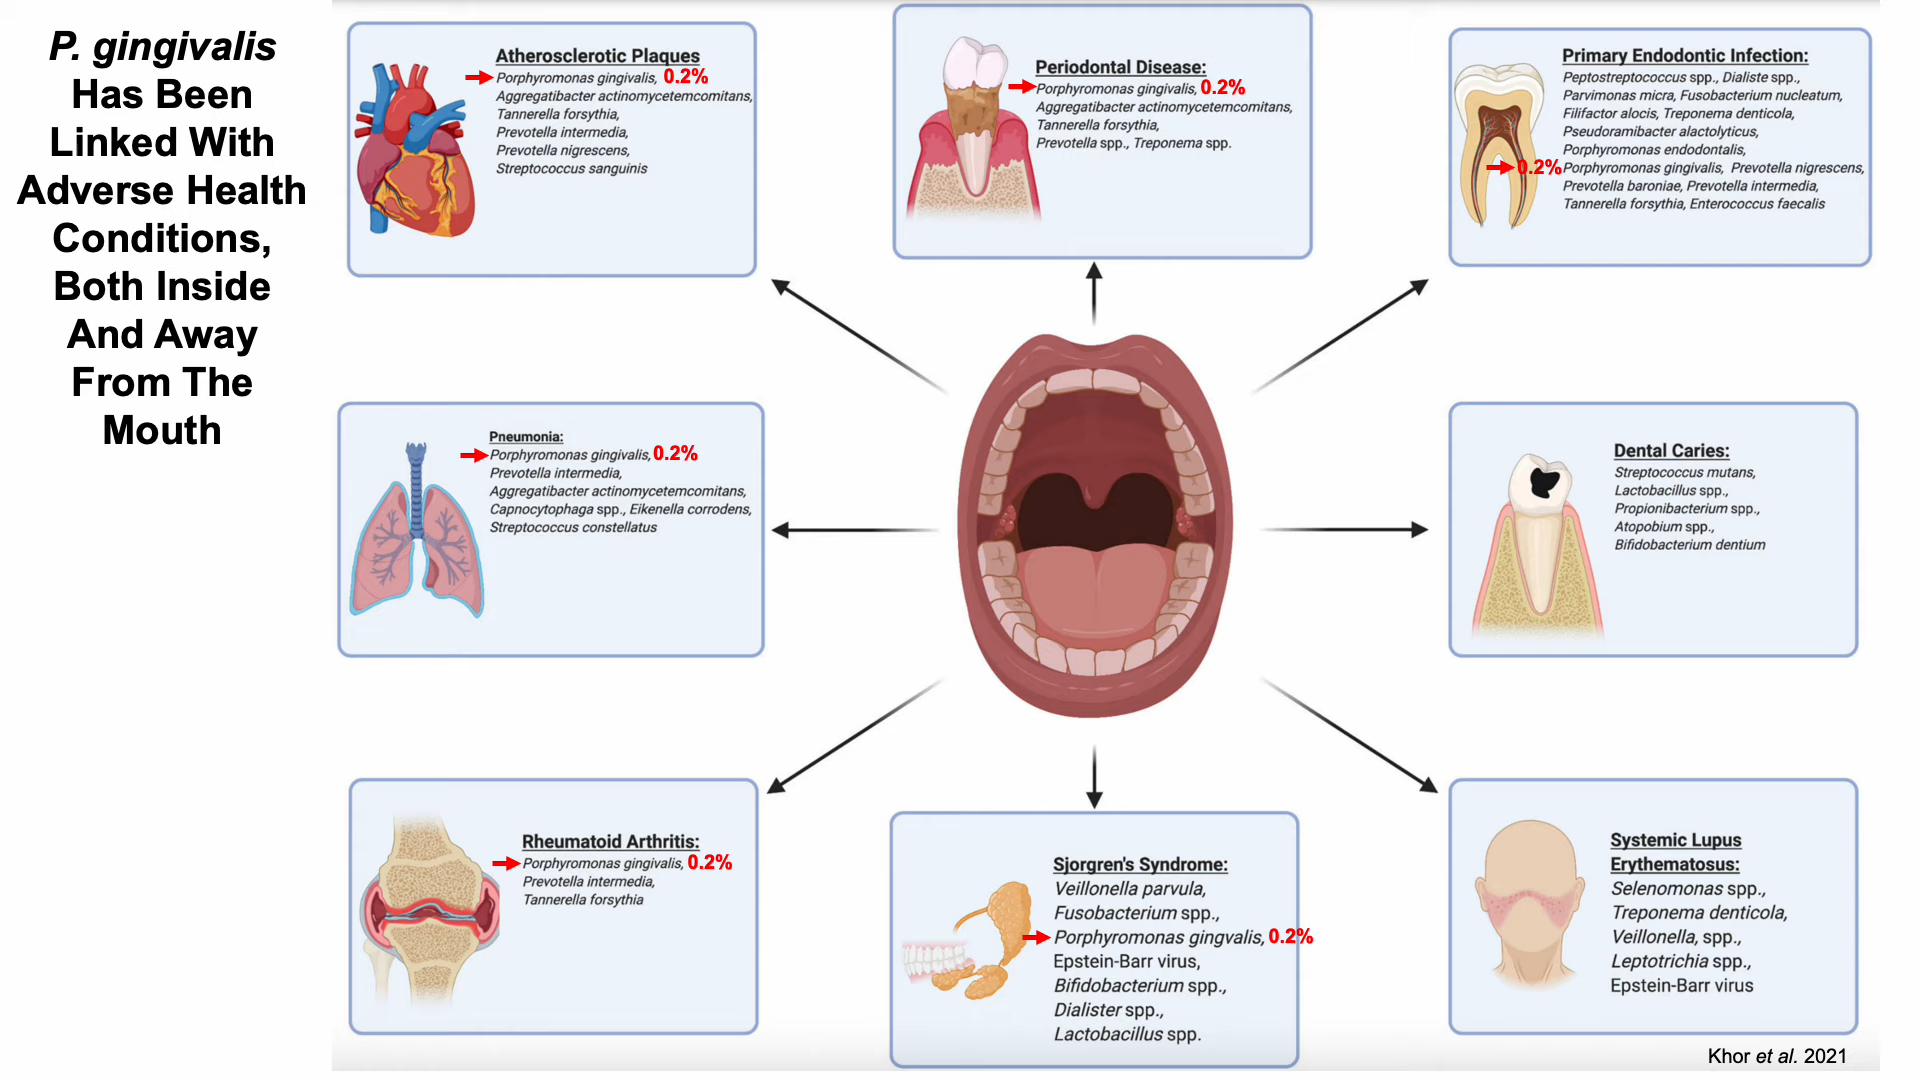 P. gingivalis
Has Been
Linked With
Adverse Health
Conditions,
Both Inside
And Away
From The
Mouth
Atherosclerotic Plaques
Porphyromonas gingivalis, 0.2%
Aggregatibacter actinomycetemcomitans,
Tannerella forsythia,
Prevotella intermedia,
Prevotella nigrescens,
Streptococcus sanguinis
Periodontal Disease:
Porphyromonas gingivalis, 0.2%
Aggregatibacter actinomycetemcomitans,
Tannerella forsythia,
Prevotella spp., Treponema spp.
Primary Endodontic Infection:
Peptostreptococcus spp., Dialiste spp.,
Parvimonas micra, Fusobacterium nucleatum,
Filifactor alocis, Treponema denticola,
Pseudoramibacter alactolyticus,
Porphyromonas endodontalis,
0.2% Porphyromonas gingivalis, Prevotella nigrescens,
Prevotella baroniae, Prevotella intermedia,
Tannerella forsythia, Enterococcus faecalis
Pneumonia:
Porphyromonas gingivalis, 0.2%
Prevotella intermedia,
Aggregatibacter actinomycetemcomitans,
Capnocytophaga spp., Eikenella corrodens,
Streptococcus constellatus
Dental Caries:
Streptococcus mutans,
Lactobacillus spp.,
Propionibacterium spp.,
Atopobium spp.,
Bifidobacterium dentium
Rheumatoid Arthritis:
Porphyromonas gingivalis, 0.2%
Prevotella intermedia,
Tannerella forsythia
Sjorgren's Syndrome:
Veillonella parvula,
Fusobacterium spp.,
Porphyromonas gingvalis, 0.2%
Epstein-Barr virus,
Bifidobacterium spp.,
Dialister spp.,
Lactobacillus spp.
Systemic Lupus
Erythematosus:
Selenomonas spp.,
Treponema denticola,
Veillonella, spp.,
Leptotrichia spp.,
Epstein-Barr virus
Khor et al. 2021